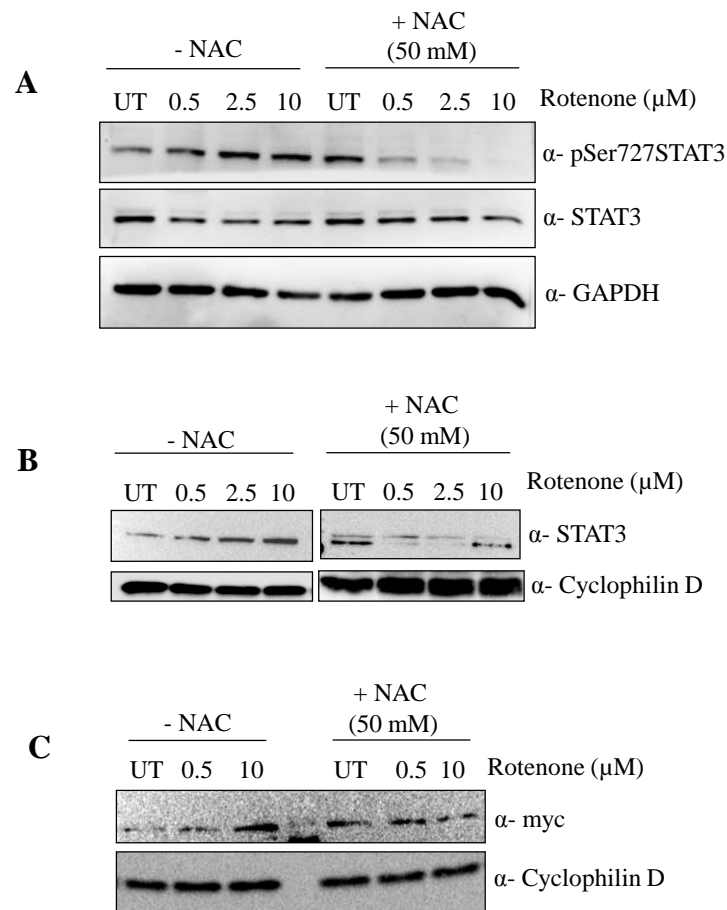 + NAC
- NAC (50 mM)
A
UT 0.5 2.5 10 UT 0.5 2.5 10 Rotenone (μM)
α- pSer727STAT3
α- STAT3
α- GAPDH
+ NAC
- NAC (50 mM)
B
UT 0.5 2.5 10 UT 0.5 2.5 10 Rotenone (μM)
α- STAT3
α- Cyclophilin D
+ NAC
- NAC (50 mM)
C
UT 0.5 10 UT 0.5 10 Rotenone (μM)
α- myc
α- Cyclophilin D